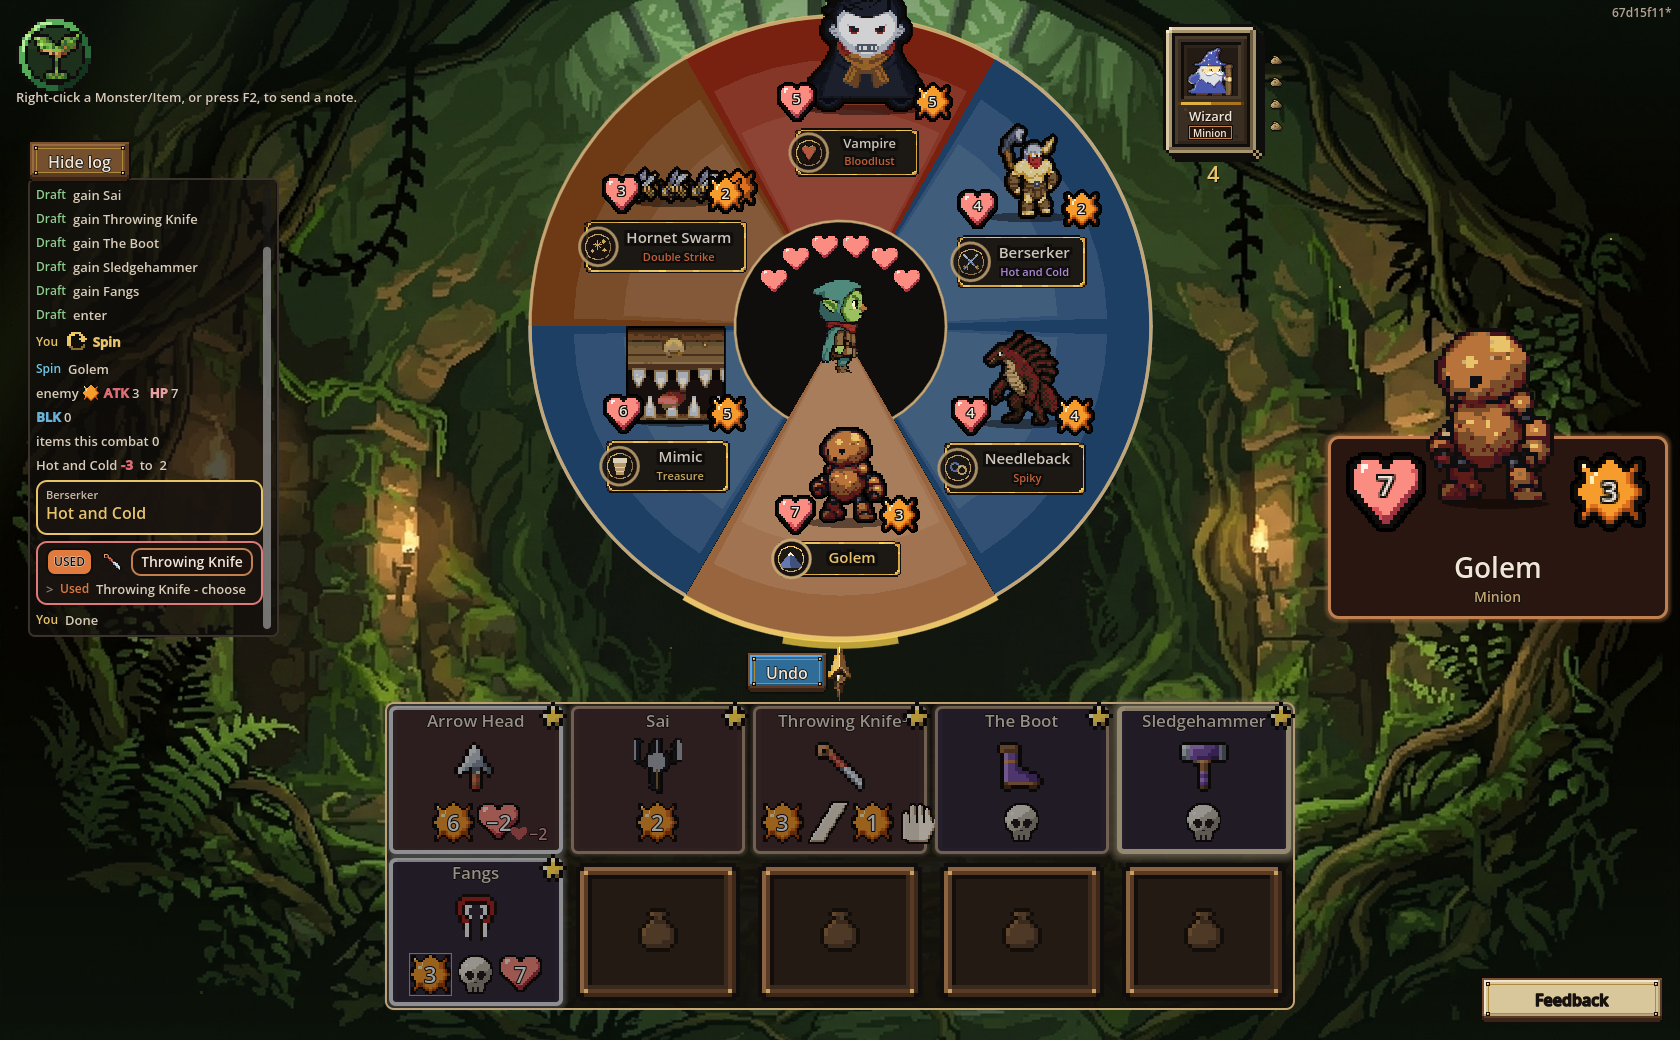 67d15f11*
Right-click a Monster/Item, or press F2, to send a note.
Hide log
Draft gain Sai
Draft gain Throwing Knife
Draft gain The Boot
Draft gain Sledgehammer
Draft gain Fangs
Draft enter
You Spin
Spin Golem
enemy ATK 3 HP 7
BLK 0
items this combat 0
Hot and Cold -3 to 2
Berserker
Hot and Cold
USED Throwing Knife
> Used Throwing Knife - choose
You Done
5 5
Vampire
Bloodlust
3 2
Hornet Swarm
Double Strike
4 2
Berserker
Hot and Cold
6 5
Mimic
Treasure
4 4
Needleback
Spiky
7 3
Golem
Wizard
Minion
4
7 3
Golem
Minion
Undo
Arrow Head
6 -2 -2
Sai
2
Throwing Knife
3 1
The Boot
Sledgehammer
Fangs
3 7
Feedback